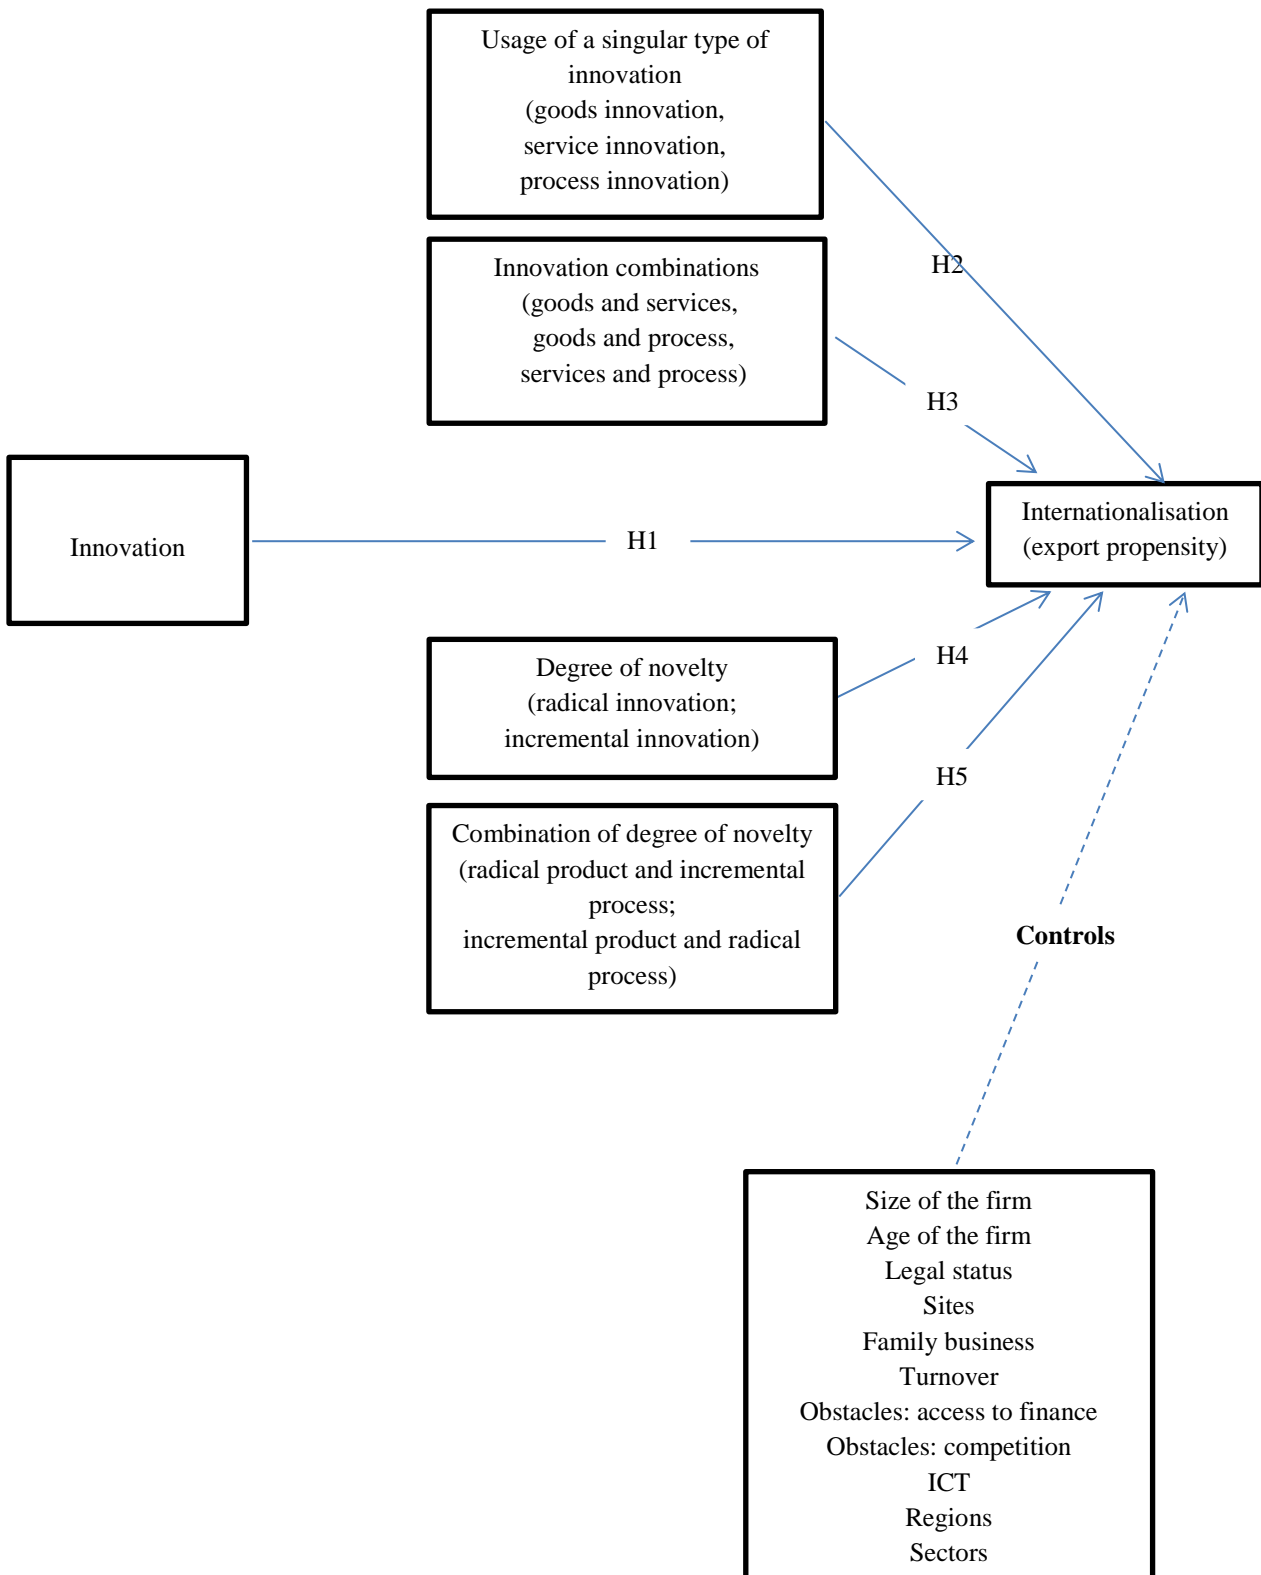 Usage of a singular type of
innovation
(goods innovation,
service innovation,
process innovation)
H2
Innovation combinations
(goods and services,
goods and process,
services and process)
H3
Innovation
H1
Internationalisation
(export propensity)
Degree of novelty
(radical innovation;
incremental innovation)
H4
H5
Combination of degree of novelty
(radical product and incremental
process;
incremental product and radical
process)
Controls
Size of the firm
Age of the firm
Legal status
Sites
Family business
Turnover
Obstacles: access to finance
Obstacles: competition
ICT
Regions
Sectors